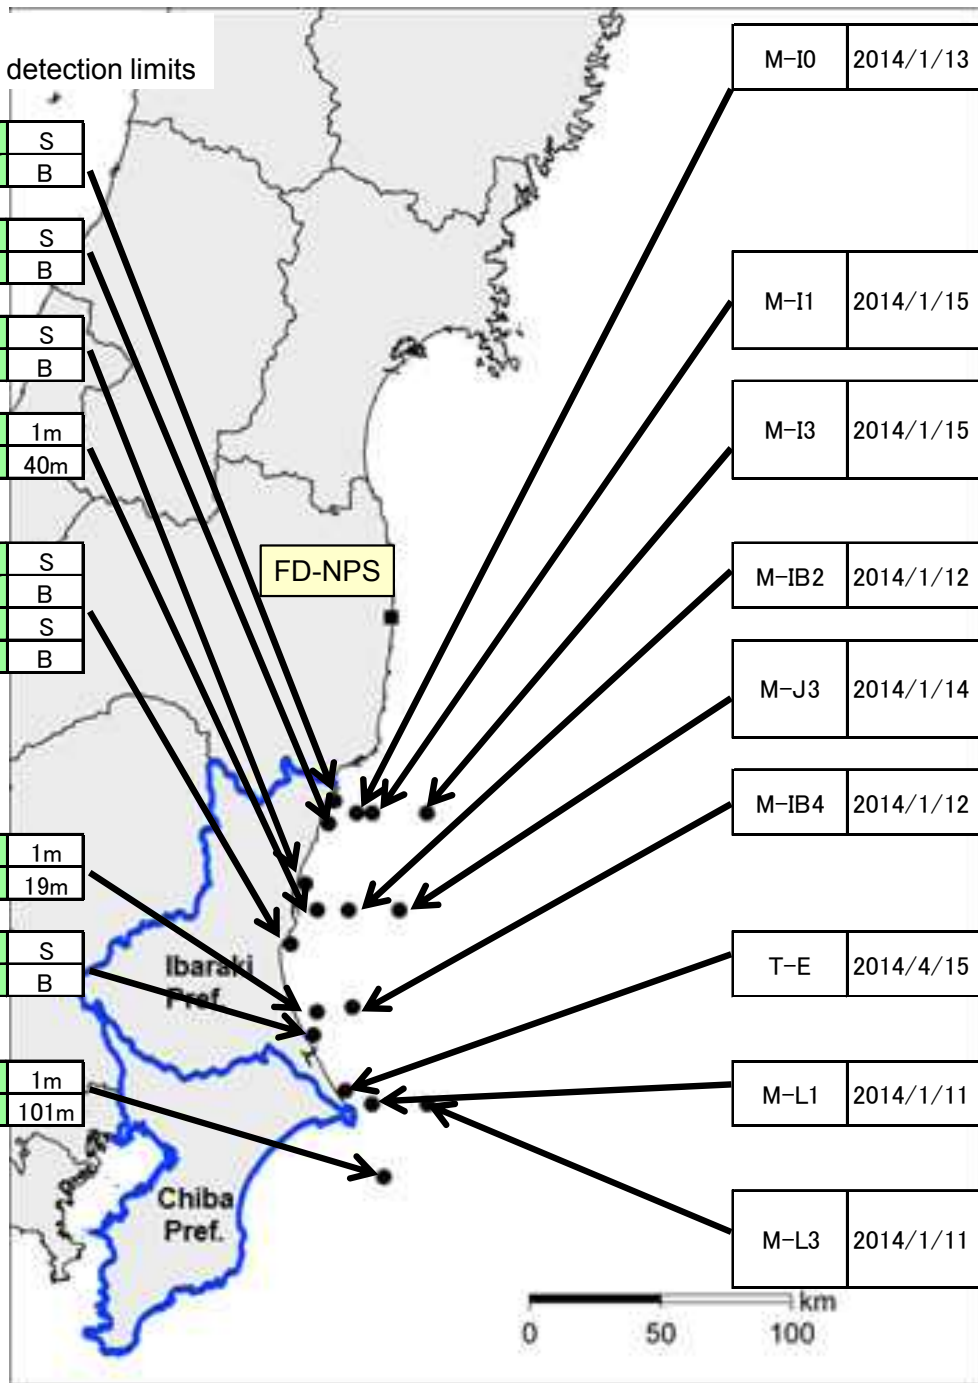 detection limits
S
B
S
B
S
B
1m
40m
S
B
S
B
1m
19m
S
B
1m
101m
FD-NPS
Ibaraki
Pref.
Chiba
Pref.
M-I0 2014/1/13
M-I1 2014/1/15
M-I3 2014/1/15
M-IB2 2014/1/12
M-J3 2014/1/14
M-IB4 2014/1/12
T-E 2014/4/15
M-L1 2014/1/11
M-L3 2014/1/11
km
0 50 100